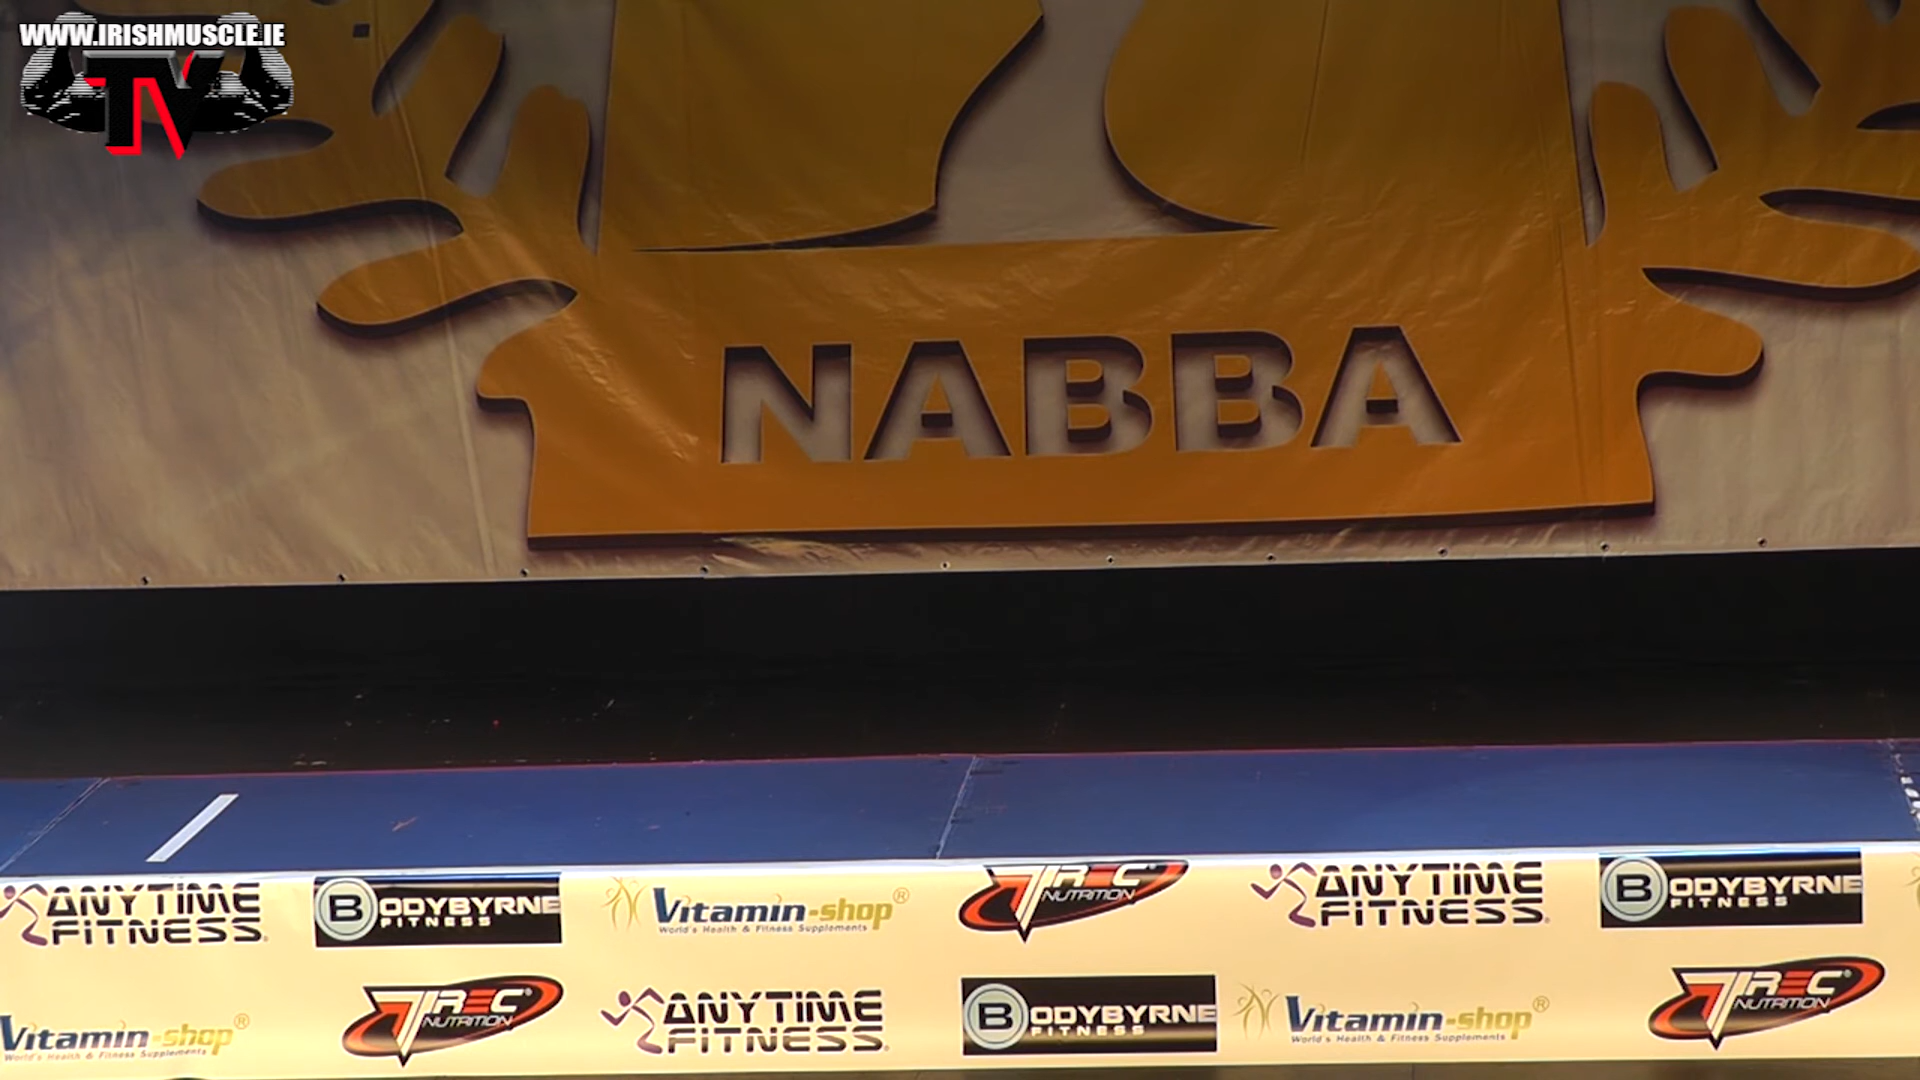 WWW.IRISHMUSCLE.IE
TV
NABBA
ANYTIME
FITNESS
BODYBYRNE
FITNESS
Vitamin-shop®
World's Health & Fitness Supplements
TREC®
NUTRITION
ANYTIME
FITNESS
BODYBYRNE
FITNESS
Vitamin-shop®
World's Health & Fitness Supplements
TREC®
NUTRITION
ANYTIME
FITNESS
BODYBYRNE
FITNESS
Vitamin-shop®
World's Health & Fitness Supplements
TREC®
NUTRITION